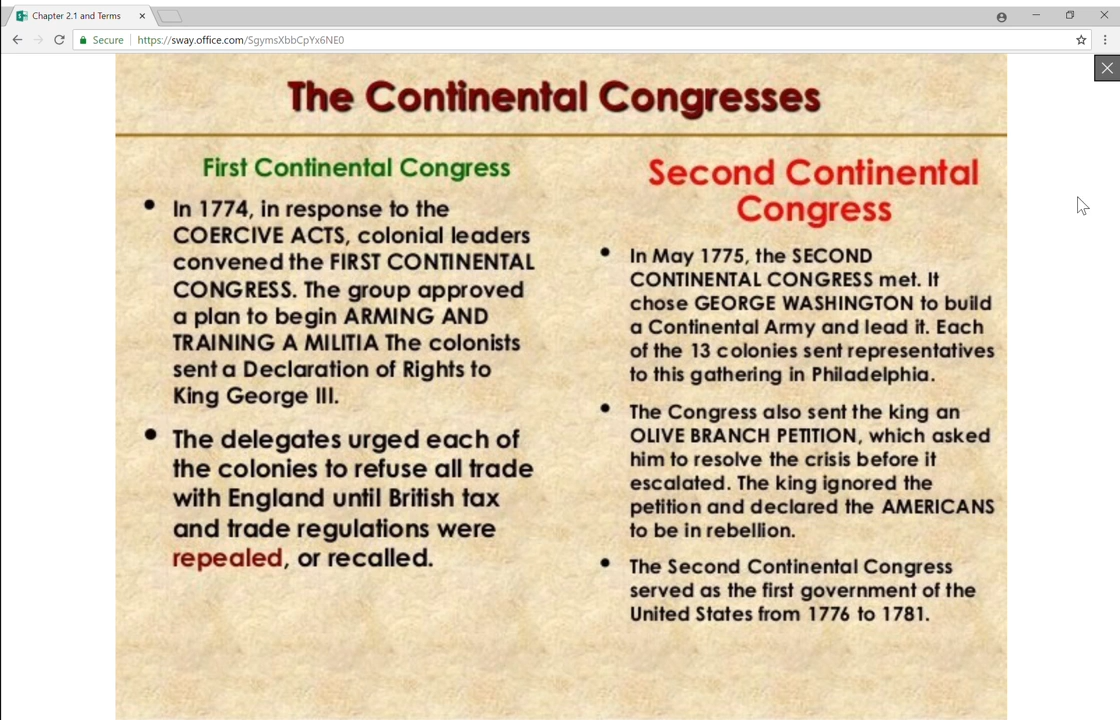 Chapter 2.1 and Terms
Secure https://sway.office.com/SgymsXbbCpYx6NE0
The Continental Congresses
First Continental Congress
• In 1774, in response to the
COERCIVE ACTS, colonial leaders
convened the FIRST CONTINENTAL
CONGRESS. The group approved
a plan to begin ARMING AND
TRAINING A MILITIA The colonists
sent a Declaration of Rights to
King George III.
• The delegates urged each of
the colonies to refuse all trade
with England until British tax
and trade regulations were
repealed, or recalled.
Second Continental
Congress
• In May 1775, the SECOND
CONTINENTAL CONGRESS met. It
chose GEORGE WASHINGTON to build
a Continental Army and lead it. Each
of the 13 colonies sent representatives
to this gathering in Philadelphia.
• The Congress also sent the king an
OLIVE BRANCH PETITION, which asked
him to resolve the crisis before it
escalated. The king ignored the
petition and declared the AMERICANS
to be in rebellion.
• The Second Continental Congress
served as the first government of the
United States from 1776 to 1781.